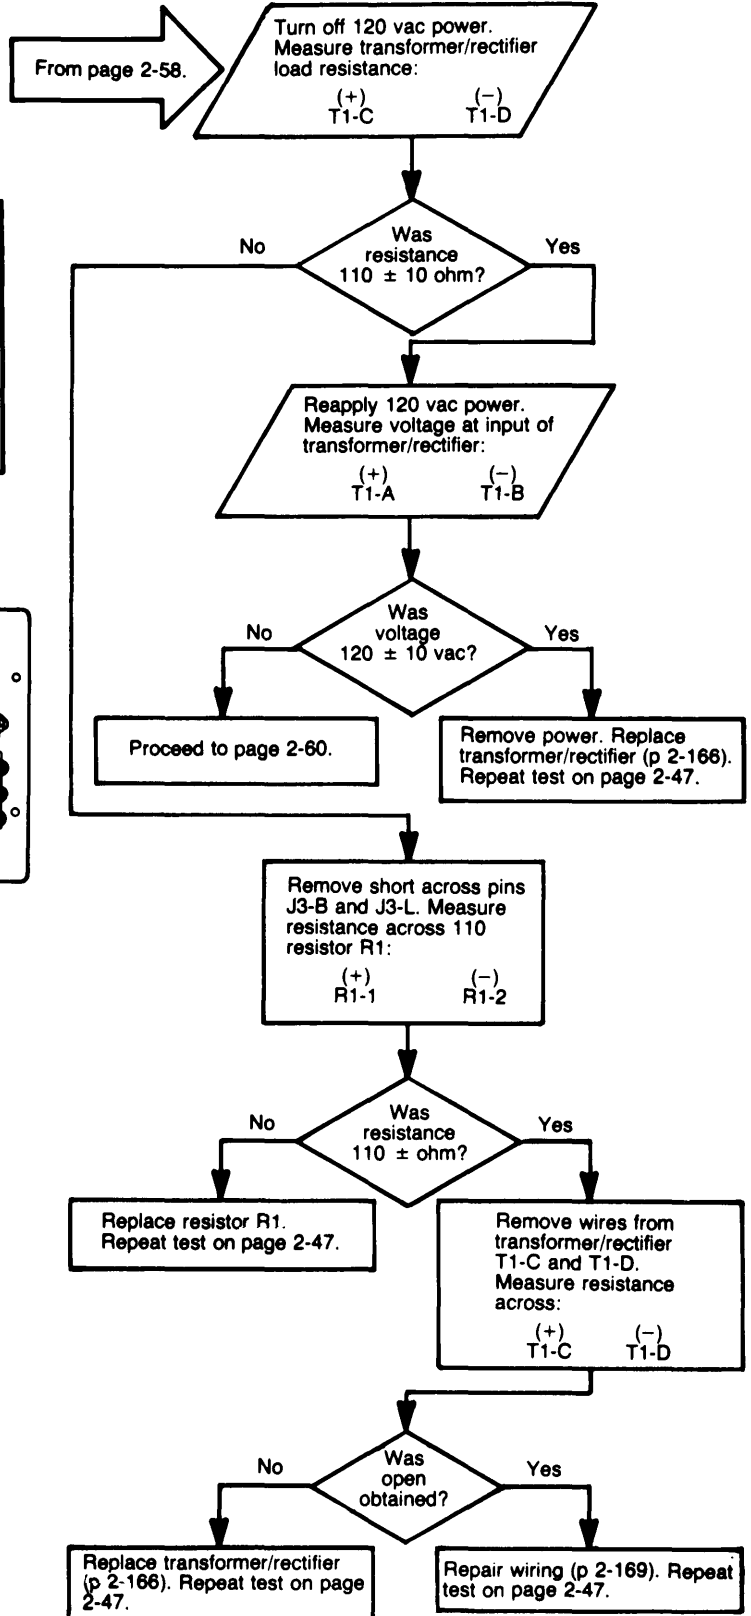 From page 2-58.
Turn off 120 vac power.
Measure transformer/rectifier
load resistance:
(+) (−)
T1-C T1-D
Was
resistance
110 ± 10 ohm?
No
Yes
Reapply 120 vac power.
Measure voltage at input of
transformer/rectifier:
(+) (−)
T1-A T1-B
Was
voltage
120 ± 10 vac?
No
Yes
Proceed to page 2-60.
Remove power. Replace
transformer/rectifier (p 2-166).
Repeat test on page 2-47.
Remove short across pins
J3-B and J3-L. Measure
resistance across 110
resistor R1:
(+) (−)
R1-1 R1-2
Was
resistance
110 ± ohm?
No
Yes
Replace resistor R1.
Repeat test on page 2-47.
Remove wires from
transformer/rectifier
T1-C and T1-D.
Measure resistance
across:
(+) (−)
T1-C T1-D
Was
open
obtained?
No
Yes
Replace transformer/rectifier
(p 2-166). Repeat test on page
2-47.
Repair wiring (p 2-169). Repeat
test on page 2-47.